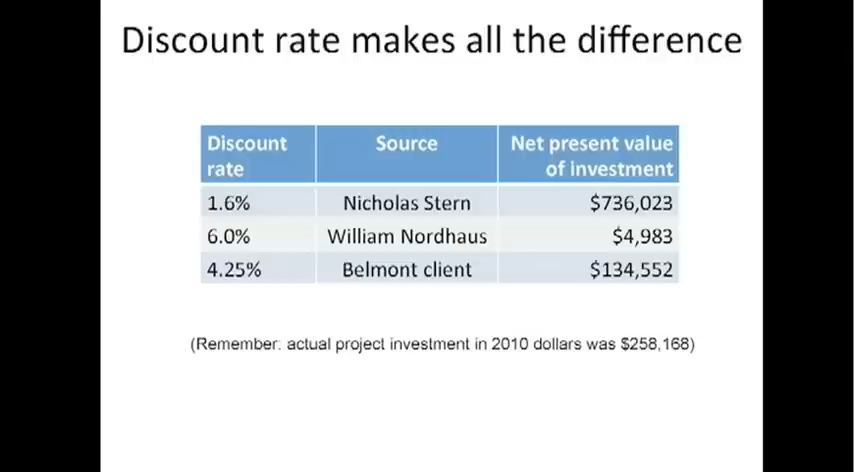 Discount rate makes all the difference
Discount rate Source Net present value of investment
1.6% Nicholas Stern $736,023
6.0% William Nordhaus $4,983
4.25% Belmont client $134,552
(Remember: actual project investment in 2010 dollars was $258,168)